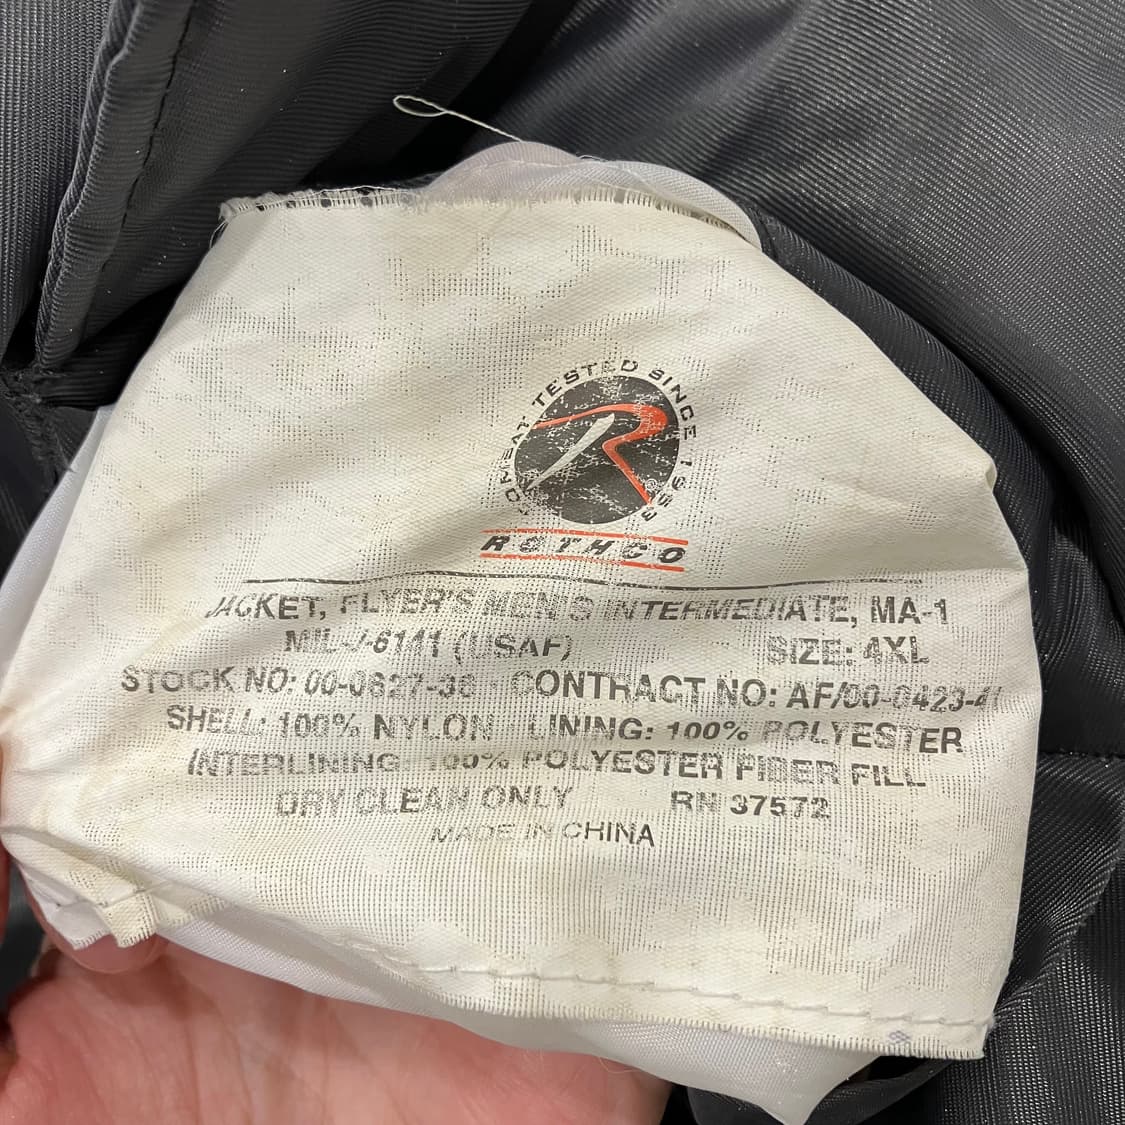 COMBAT TESTED SINCE 1953
R
ROTHCO
JACKET, FLYER'S MEN'S INTERMEDIATE, MA-1
MIL-J-6141 (USAF) SIZE: 4XL
STOCK NO: 00-0627-38 CONTRACT NO: AF/00-0423-41
SHELL: 100% NYLON LINING: 100% POLYESTER
INTERLINING: 100% POLYESTER FIBER FILL
DRY CLEAN ONLY RN 37572
MADE IN CHINA